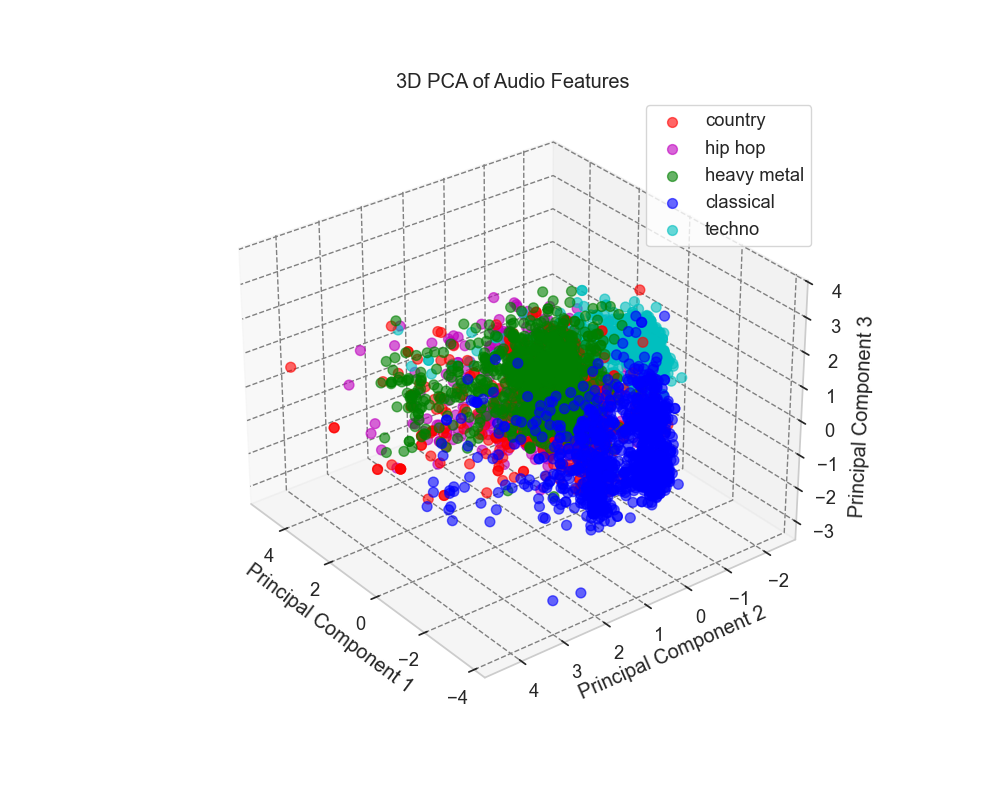 3D PCA of Audio Features
country
hip hop
heavy metal
classical
techno
4
3
2
1
0
−1
−2
−3
Principal Component 3
4
2
0
−2
−4
Principal Component 1
4
3
2
1
0
−1
−2
Principal Component 2